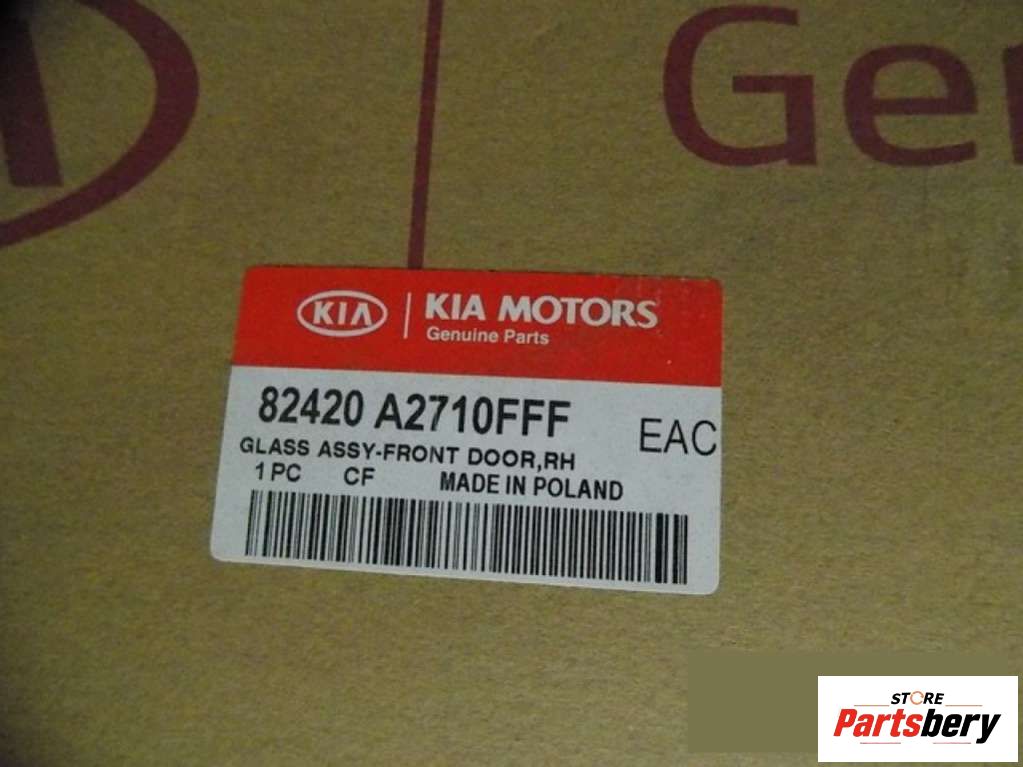 Gen
KIA
KIA MOTORS
Genuine Parts
82420 A2710FFF
EAC
GLASS ASSY-FRONT DOOR,RH
1 PC CF MADE IN POLAND
STORE
Partsbery